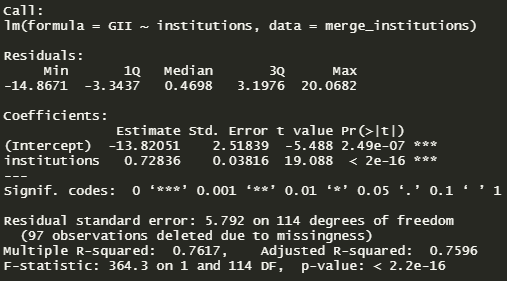 Call:
lm(formula = GII ~ institutions, data = merge_institutions)
Residuals:
Min 1Q Median 3Q Max
-14.8671 -3.3437 0.4698 3.1976 20.0682
Coefficients:
Estimate Std. Error t value Pr(>|t|)
(Intercept) -13.82051 2.51839 -5.488 2.49e-07 ***
institutions 0.72836 0.03816 19.088 < 2e-16 ***
---
Signif. codes: 0 ‘***’ 0.001 ‘**’ 0.01 ‘*’ 0.05 ‘.’ 0.1 ‘ ’ 1
Residual standard error: 5.792 on 114 degrees of freedom
(97 observations deleted due to missingness)
Multiple R-squared: 0.7617, Adjusted R-squared: 0.7596
F-statistic: 364.3 on 1 and 114 DF, p-value: < 2.2e-16